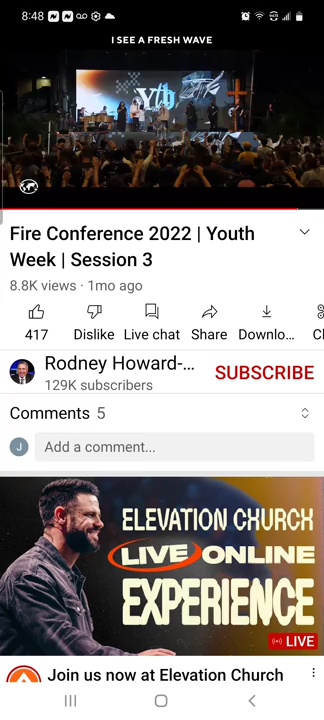 8:48
I SEE A FRESH WAVE
Yth
Fire Conference 2022 | Youth
Week | Session 3
8.8K views · 1mo ago
417 Dislike Live chat Share Downlo...
Rodney Howard-...
SUBSCRIBE
129K subscribers
Comments 5
J
Add a comment...
ELEVATION CHURCH
LIVE ONLINE
EXPERIENCE
LIVE
Join us now at Elevation Church